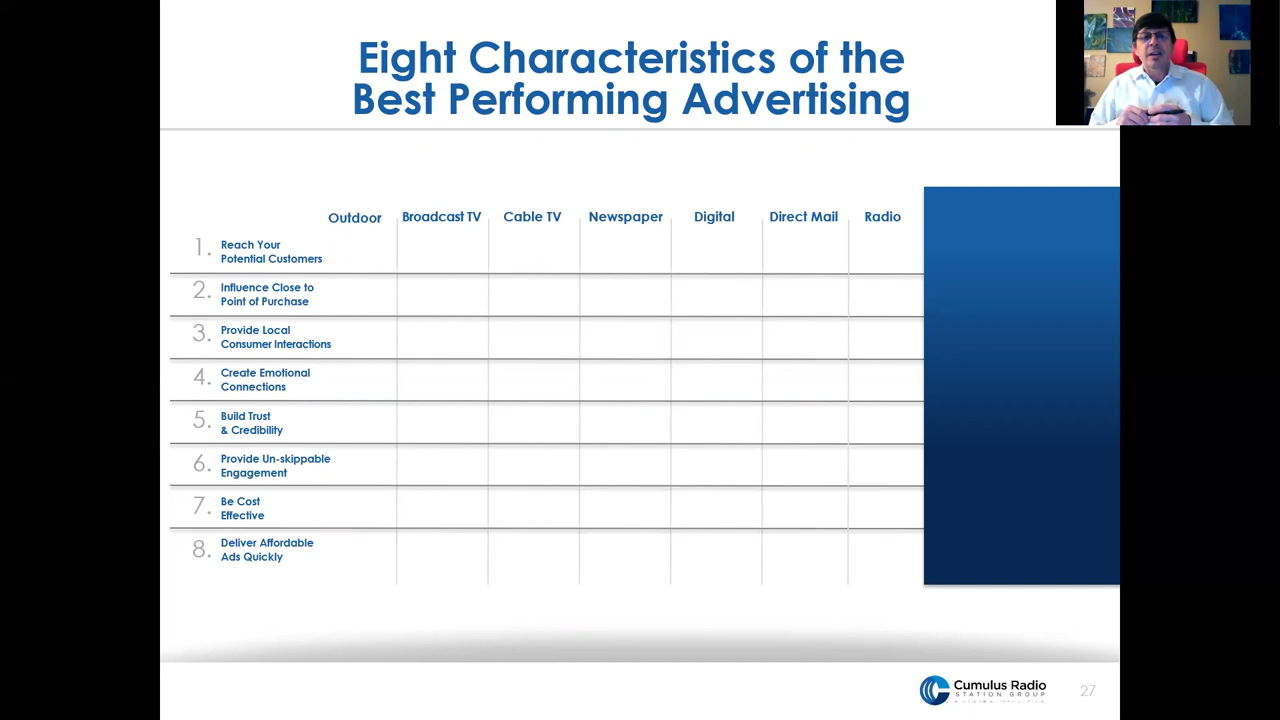 Eight Characteristics of the
Best Performing Advertising
Outdoor Broadcast TV Cable TV Newspaper Digital Direct Mail Radio
1. Reach Your
Potential Customers
2. Influence Close to
Point of Purchase
3. Provide Local
Consumer Interactions
4. Create Emotional
Connections
5. Build Trust
& Credibility
6. Provide Un-skippable
Engagement
7. Be Cost
Effective
8. Deliver Affordable
Ads Quickly
Cumulus Radio
STATION GROUP
27